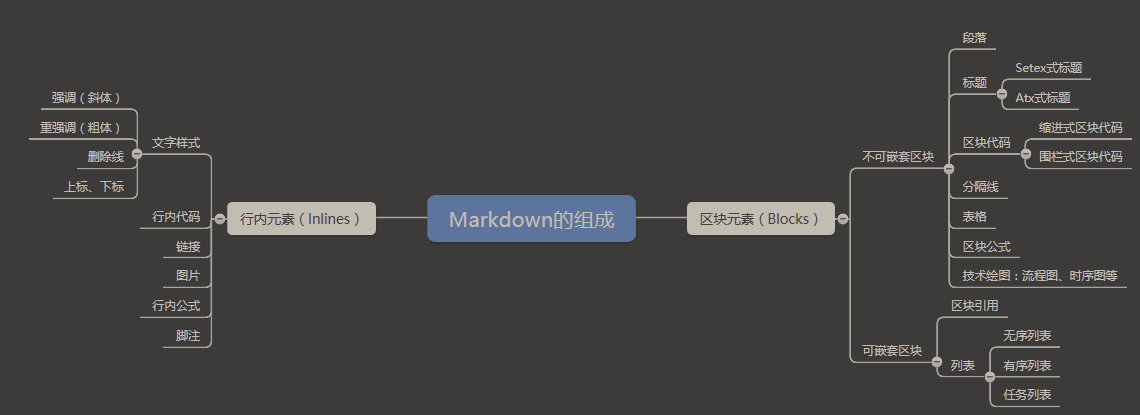 Markdown的组成
行内元素（Inlines）
文字样式
强调（斜体）
重强调（粗体）
删除线
上标、下标
行内代码
链接
图片
行内公式
脚注
区块元素（Blocks）
不可嵌套区块
段落
标题
Setex式标题
Atx式标题
区块代码
缩进式区块代码
围栏式区块代码
分隔线
表格
区块公式
技术绘图：流程图、时序图等
可嵌套区块
区块引用
列表
无序列表
有序列表
任务列表